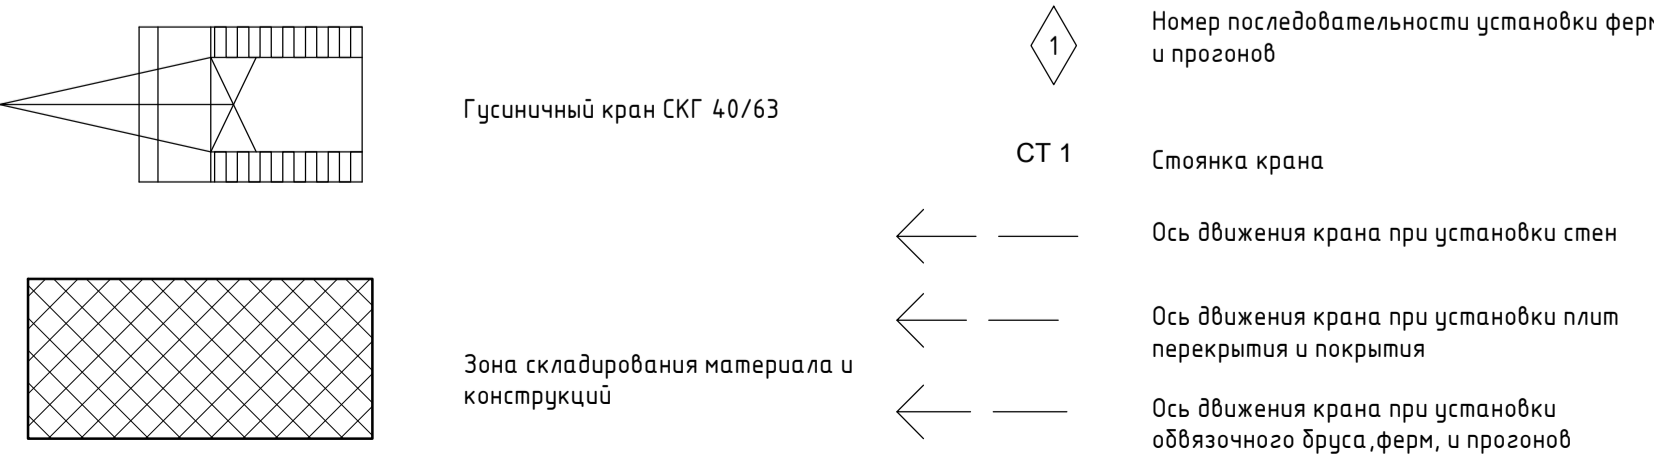 Гусиничный кран СКГ 40/63
Зона складирования материала и
конструкций
1
Номер последовательности установки ферм
и прогонов
СТ 1
Стоянка крана
Ось движения крана при установки стен
Ось движения крана при установки плит
перекрытия и покрытия
Ось движения крана при установки
обвязочного бруса,ферм, и прогонов